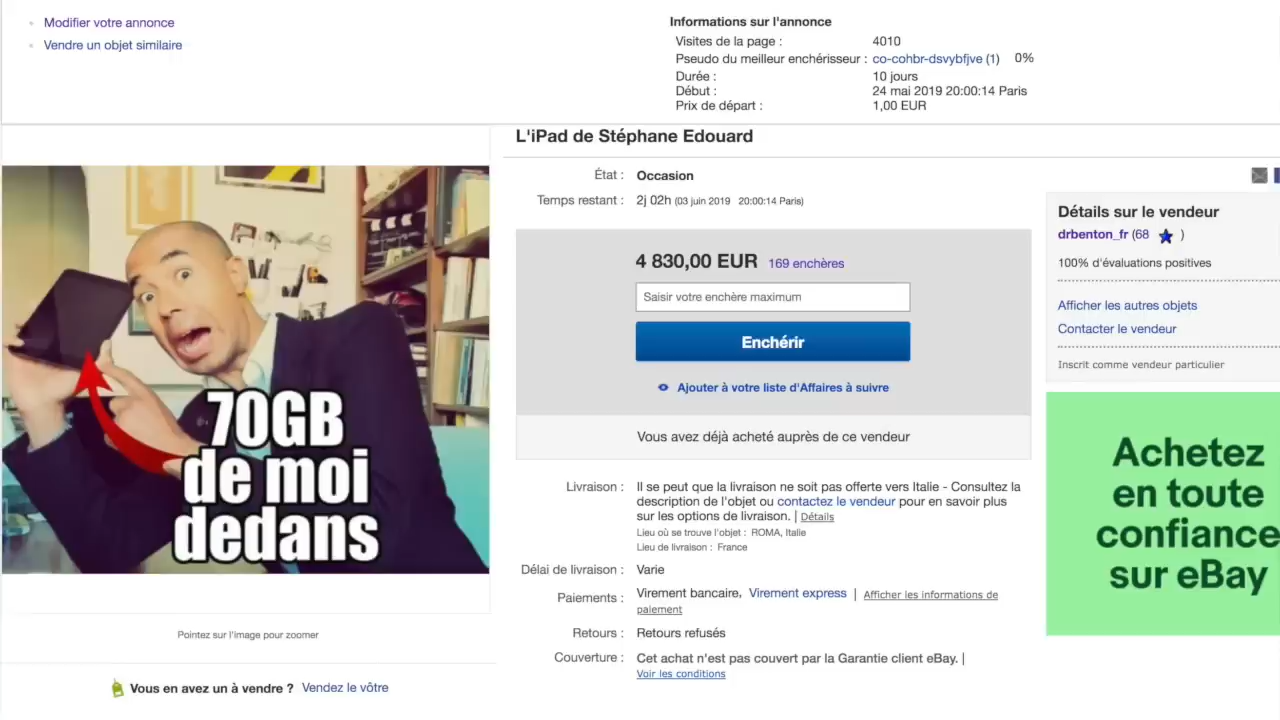 Modifier votre annonce
Vendre un objet similaire
Informations sur l'annonce
Visites de la page : 4010
Pseudo du meilleur enchérisseur : co-cohbr-dsvybfjve (1) 0%
Durée : 10 jours
Début : 24 mai 2019 20:00:14 Paris
Prix de départ : 1,00 EUR
L'iPad de Stéphane Edouard
État : Occasion
Temps restant : 2j 02h (03 juin 2019 20:00:14 Paris)
4 830,00 EUR 169 enchères
Saisir votre enchère maximum
Enchérir
Ajouter à votre liste d'Affaires à suivre
Vous avez déjà acheté auprès de ce vendeur
Livraison : Il se peut que la livraison ne soit pas offerte vers Italie - Consultez la
description de l'objet ou contactez le vendeur pour en savoir plus
sur les options de livraison. | Détails
Lieu où se trouve l'objet : ROMA, Italie
Lieu de livraison : France
Délai de livraison : Varie
Paiements : Virement bancaire, Virement express | Afficher les informations de
paiement
Retours : Retours refusés
Couverture : Cet achat n'est pas couvert par la Garantie client eBay. |
Voir les conditions
70GB
de moi
dedans
Pointez sur l'image pour zoomer
Vous en avez un à vendre ? Vendez le vôtre
Détails sur le vendeur
drbenton_fr (68 )
100% d'évaluations positives
Afficher les autres objets
Contacter le vendeur
Inscrit comme vendeur particulier
Achetez
en toute
confiance
sur eBay